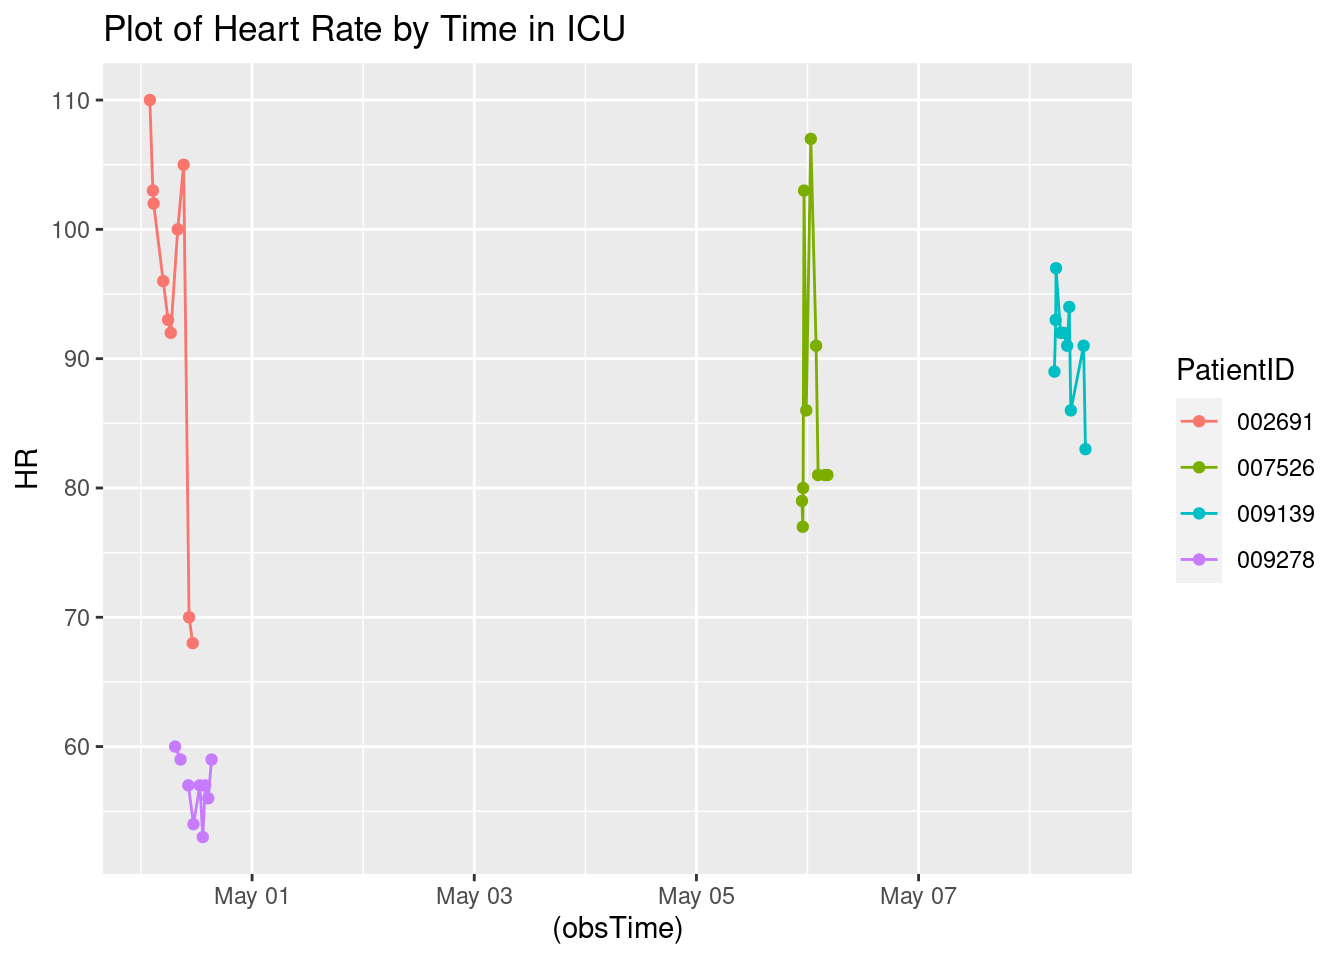 Plot of Heart Rate by Time in ICU
110
100
90
80
70
60
HR
May 01
May 03
May 05
May 07
(obsTime)
PatientID
002691
007526
009139
009278